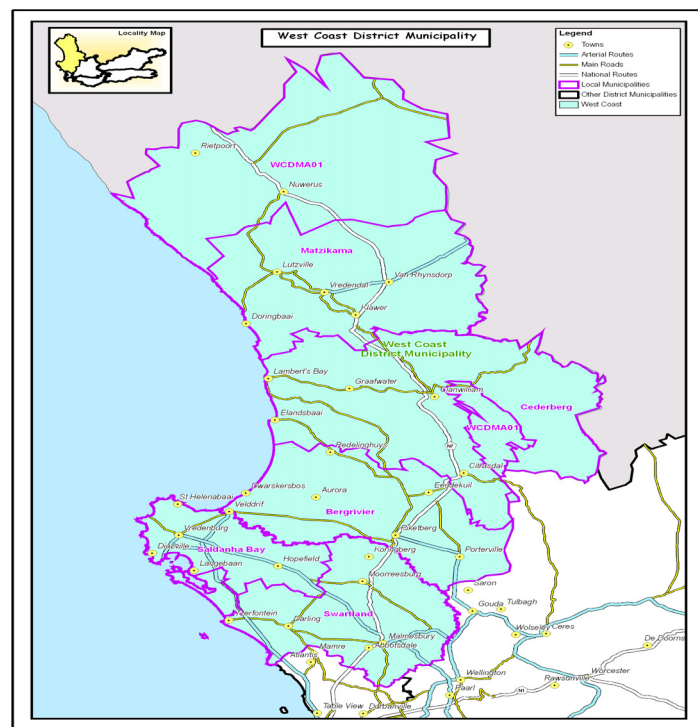 Locality Map
West Coast District Municipality
Legend
Towns
Arterial Routes
Main Roads
National Routes
Local Municipalities
Other District Municipalities
West Coast
Rietpoort
WCDMA01
Nuwerus
Matzikama
Lutzville
Van Rhynsdorp
Vredendal
Klawer
Doringbaai
West Coast
District Municipality
Lambert's Bay
Graafwater
Clanwilliam
Cederberg
Elandsbaai
WCDMA01
N7
Redelinghuys
Citrusdal
Dwarskersbos
Aurora
Eendekuil
St Helenabaai
Velddrif
Bergrivier
Vredenburg
Piketberg
Diazville
Saldanha Bay
Koringberg
Porterville
Langebaan
Hopefield
Moorreesburg
Saron
Yzerfontein
Swartland
Gouda
Tulbagh
Darling
Malmesbury
Wolseley
Ceres
Mamre
Abbotsdale
De Doorns
Atlantis
Wellington
Worcester
Rawsonville
Paarl
N1
Table View
Durbanville